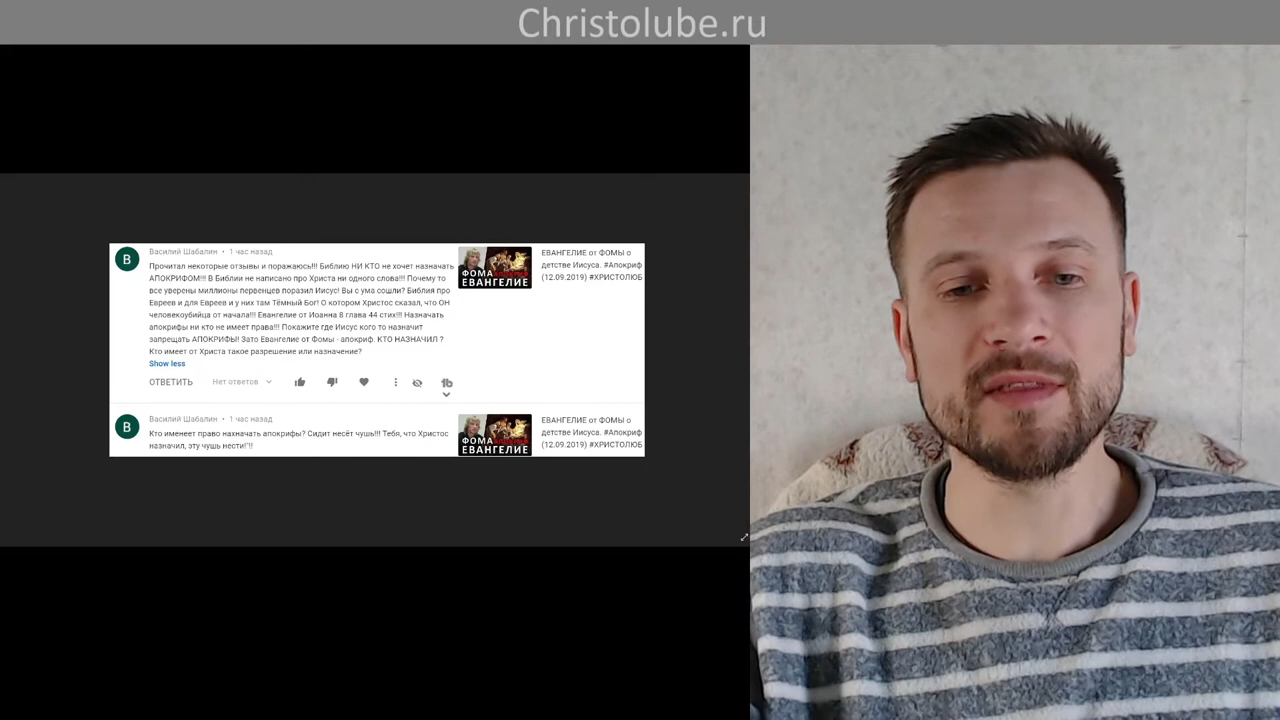 Christolube.ru
Василий Шабалин • 1 час назад
Прочитал некоторые отзывы и поражаюсь!!! Библию НИ КТО не хочет назначать
АПОКРИФОМ!!! В Библии не написано про Христа ни одного слова!!! Почему то
все уверены миллионы первенцев поразил Иисус! Вы с ума сошли? Библия про
Евреев и для Евреев и у них там Тёмный Бог! О котором Христос сказал, что ОН
человекоубийца от начала!!! Евангелие от Иоанна 8 глава 44 стих!!! Назначать
апокрифы ни кто не имеет права!!! Покажите где Иисус кого то назначит
запрещать АПОКРИФЫ! Зато Евангелие от Фомы - апокриф. КТО НАЗНАЧИЛ ?
Кто имеет от Христа такое разрешение или назначение?
Show less
ОТВЕТИТЬ Нет ответов
ФОМА
ЕВАНГЕЛИЕ
ЕВАНГЕЛИЕ от ФОМЫ о
детстве Иисуса. #Апокриф
(12.09.2019) #ХРИСТОЛЮБ
Василий Шабалин • 1 час назад
Кто именеет право нахначать апокрифы? Сидит несёт чушь!!! Тебя, что Христос
назначил, эту чушь нести!'!!
ФОМА
ЕВАНГЕЛИЕ
ЕВАНГЕЛИЕ от ФОМЫ о
детстве Иисуса. #Апокриф
(12.09.2019) #ХРИСТОЛЮБ
В
В